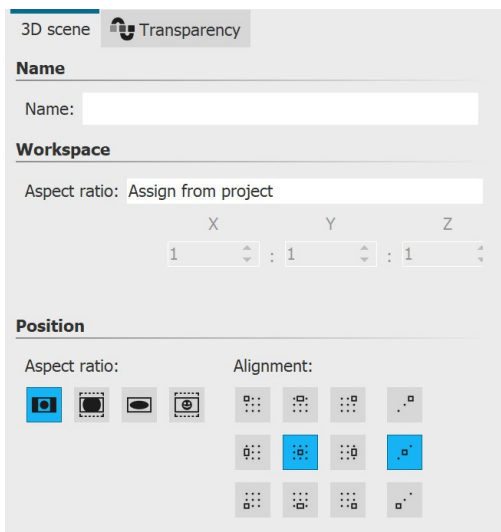 3D scene Transparency
Name
Name:
Workspace
Aspect ratio: Assign from project
X Y Z
1 : 1 : 1
Position
Aspect ratio: Alignment: